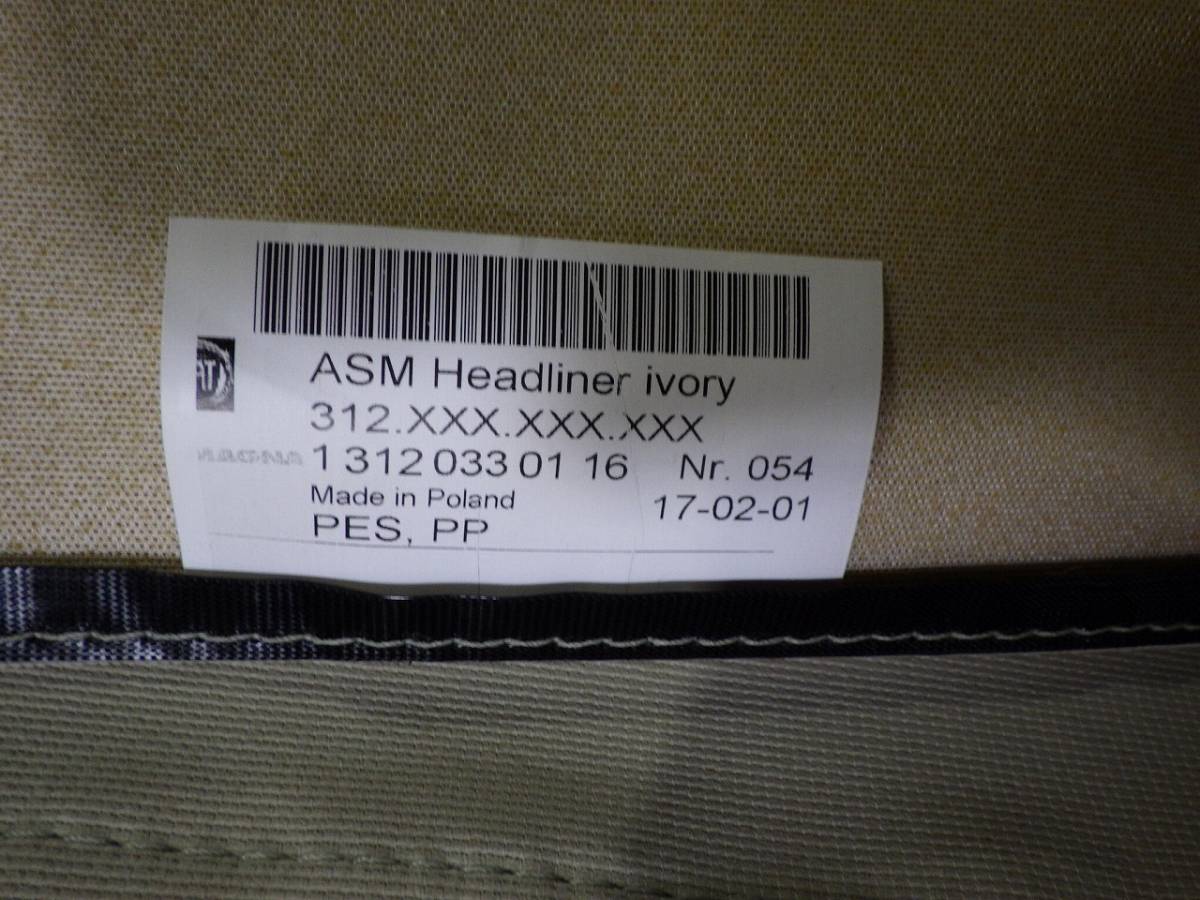 ASM Headliner ivory
312.XXX.XXX.XXX
1 312 033 01 16 Nr. 054
Made in Poland 17-02-01
PES, PP